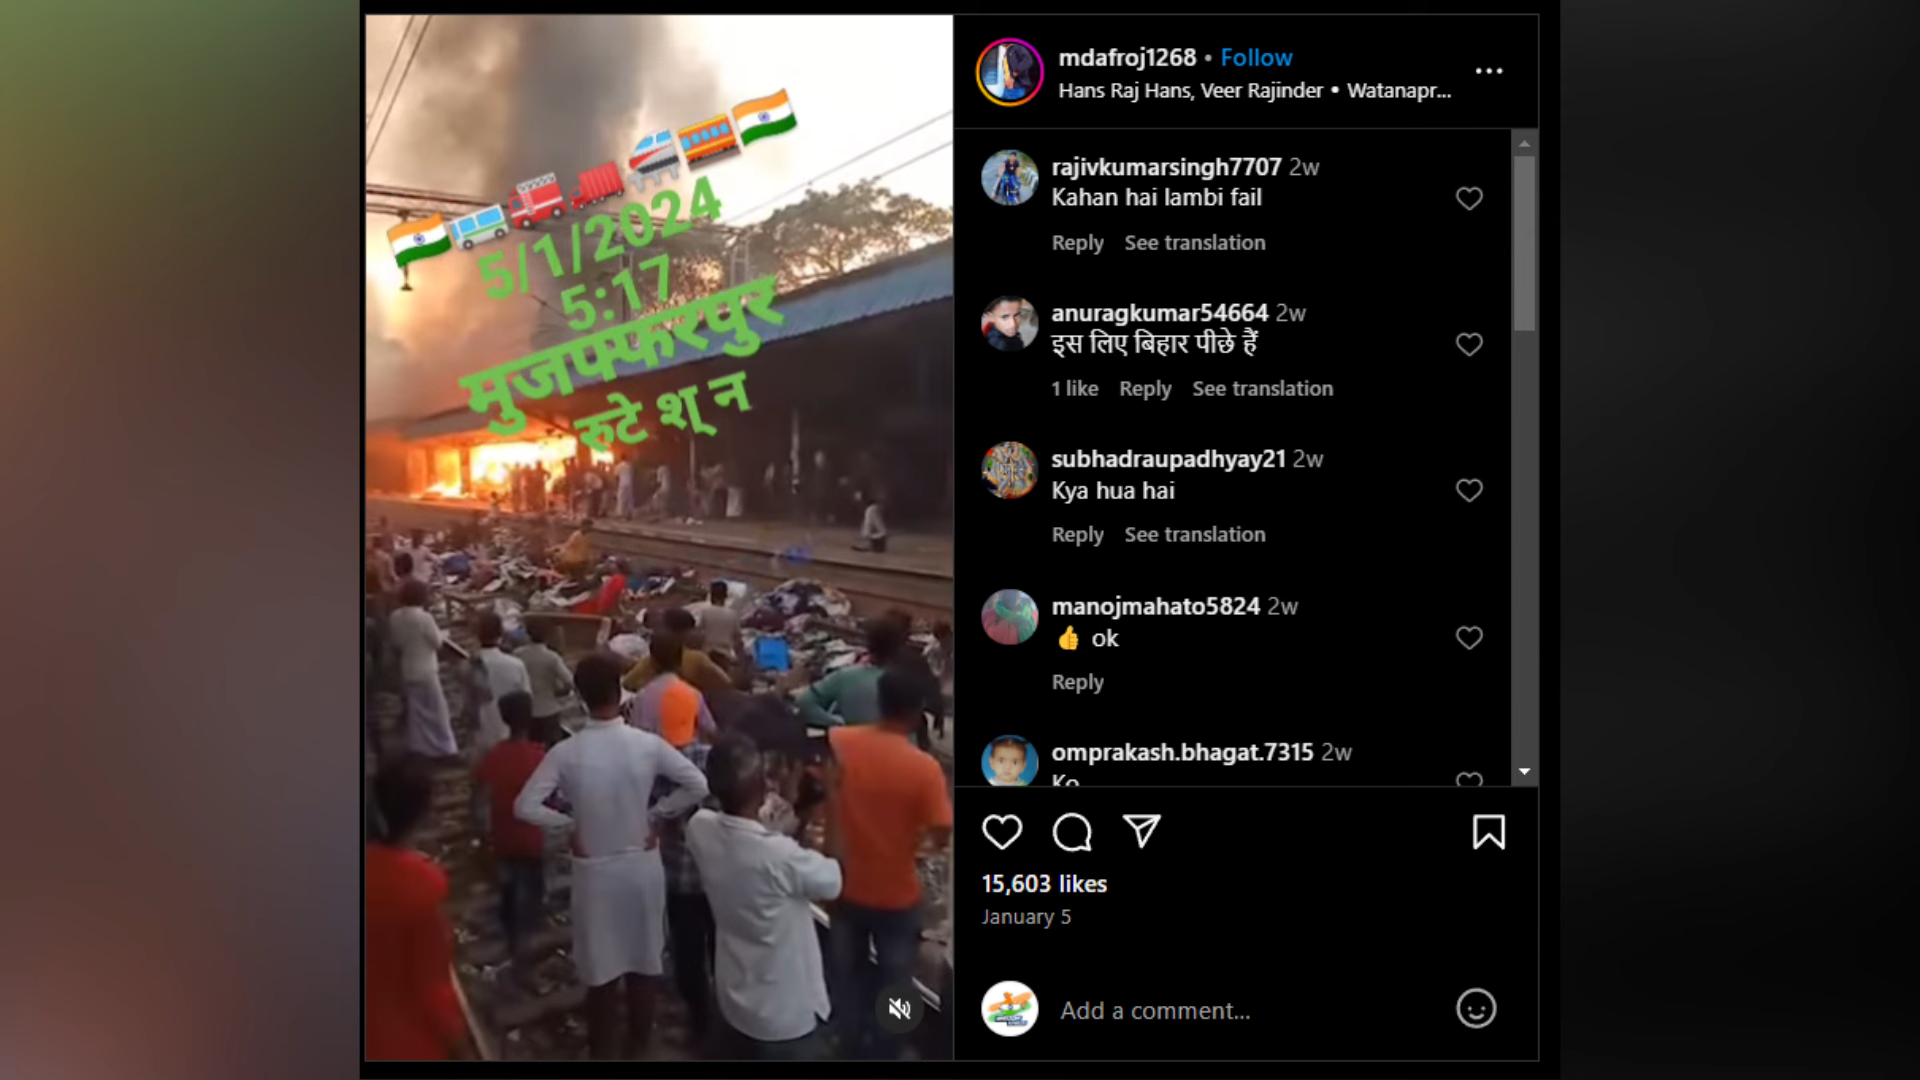 5/1/2024
5:17
मुजफ्फरपुर
रुटे श् न
mdafroj1268 • Follow
Hans Raj Hans, Veer Rajinder • Watanapr...
rajivkumarsingh7707 2w
Kahan hai lambi fail
Reply See translation
anuragkumar54664 2w
इस लिए बिहार पीछे हैं
1 like Reply See translation
subhadraupadhyay21 2w
Kya hua hai
Reply See translation
manojmahato5824 2w
👍 ok
Reply
omprakash.bhagat.7315 2w
Ko
15,603 likes
January 5
Add a comment...